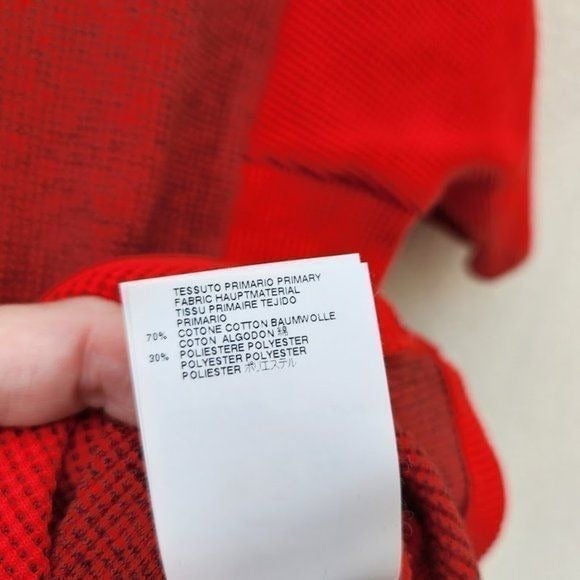 TESSUTO PRIMARIO PRIMARY
FABRIC HAUPTMATERIAL
TISSU PRIMAIRE TEJIDO
PRIMARIO
70% COTONE COTTON BAUMWOLLE
COTON ALGODON 綿
30% POLIESTERE POLYESTER
POLYESTER POLYESTER
POLIESTER ポリエステル